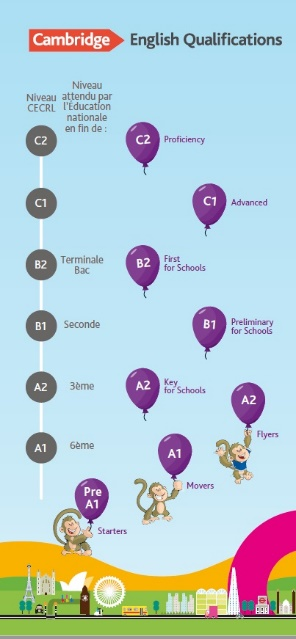 Cambridge English Qualifications
Niveau
CECRL
Niveau
attendu par
l'Éducation
nationale
en fin de :
C2
C2 Proficiency
C1
C1 Advanced
B2 Terminale
Bac
B2 First
for Schools
B1 Seconde
B1 Preliminary
for Schools
A2 3ème
A2 Key
for Schools
A2
Flyers
A1 6ème
A1
Movers
Pre
A1
Starters